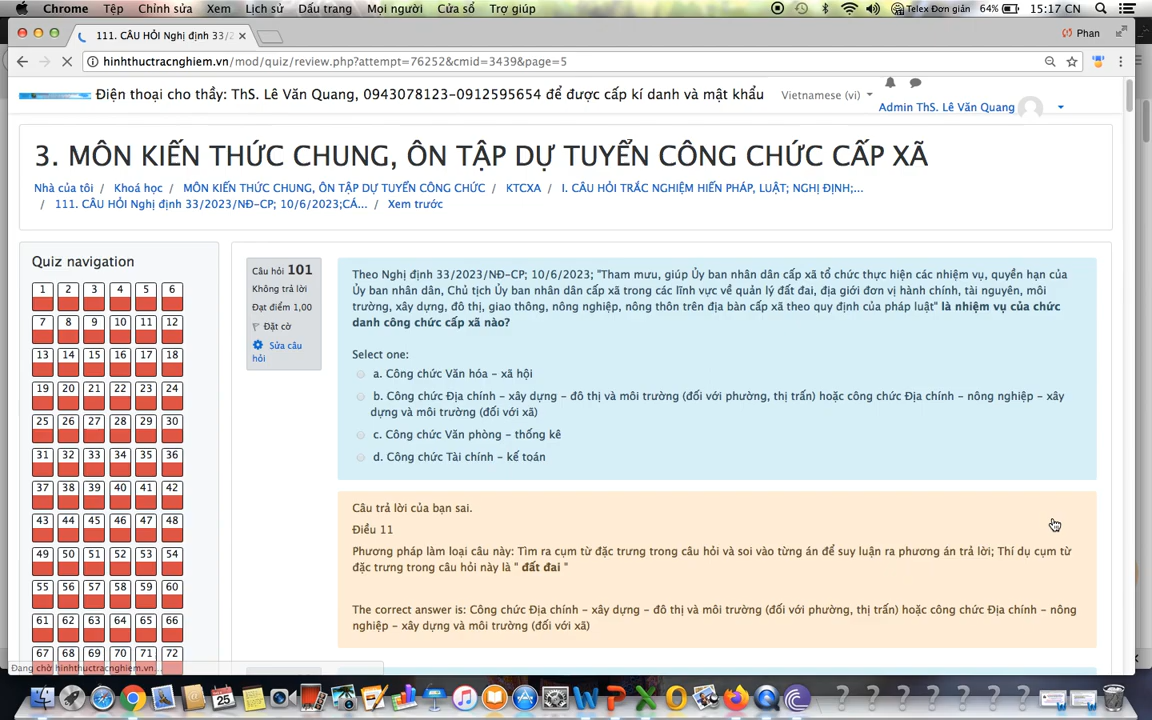 Chrome Tệp Chỉnh sửa Xem Lịch sử Dấu trang Mọi người Cửa sổ Trợ giúp Telex Đơn giản 64% 15:17 CN
111. CÂU HỎI Nghị định 33/2 Phan
hinhthuctracnghiem.vn/mod/quiz/review.php?attempt=76252&cmid=3439&page=5
Điện thoại cho thầy: ThS. Lê Văn Quang, 0943078123-0912595654 để được cấp kí danh và mật khẩu
Vietnamese (vi)
Admin ThS. Lê Văn Quang
3. MÔN KIẾN THỨC CHUNG, ÔN TẬP DỰ TUYỂN CÔNG CHỨC CẤP XÃ
Nhà của tôi / Khoá học / MÔN KIẾN THỨC CHUNG, ÔN TẬP DỰ TUYỂN CÔNG CHỨC / KTCXA / I. CÂU HỎI TRẮC NGHIỆM HIẾN PHÁP, LUẬT; NGHỊ ĐỊNH;...
/ 111. CÂU HỎI Nghị định 33/2023/NĐ-CP; 10/6/2023;CÁ... / Xem trước
Quiz navigation
1 2 3 4 5 6
7 8 9 10 11 12
13 14 15 16 17 18
19 20 21 22 23 24
25 26 27 28 29 30
31 32 33 34 35 36
37 38 39 40 41 42
43 44 45 46 47 48
49 50 51 52 53 54
55 56 57 58 59 60
61 62 63 64 65 66
67 68 69 70 71 72
Câu hỏi 101
Không trả lời
Đạt điểm 1,00
Đặt cờ
Sửa câu
hỏi
Theo Nghị định 33/2023/NĐ-CP; 10/6/2023; "Tham mưu, giúp Ủy ban nhân dân cấp xã tổ chức thực hiện các nhiệm vụ, quyền hạn của
Ủy ban nhân dân, Chủ tịch Ủy ban nhân dân cấp xã trong các lĩnh vực về quản lý đất đai, địa giới đơn vị hành chính, tài nguyên, môi
trường, xây dựng, đô thị, giao thông, nông nghiệp, nông thôn trên địa bàn cấp xã theo quy định của pháp luật" là nhiệm vụ của chức
danh công chức cấp xã nào?
Select one:
a. Công chức Văn hóa – xã hội
b. Công chức Địa chính – xây dựng – đô thị và môi trường (đối với phường, thị trấn) hoặc công chức Địa chính – nông nghiệp – xây
dựng và môi trường (đối với xã)
c. Công chức Văn phòng – thống kê
d. Công chức Tài chính – kế toán
Câu trả lời của bạn sai.
Điều 11
Phương pháp làm loại câu này: Tìm ra cụm từ đặc trưng trong câu hỏi và soi vào từng án để suy luận ra phương án trả lời; Thí dụ cụm từ
đặc trưng trong câu hỏi này là " đất đai "
The correct answer is: Công chức Địa chính – xây dựng – đô thị và môi trường (đối với phường, thị trấn) hoặc công chức Địa chính – nông
nghiệp – xây dựng và môi trường (đối với xã)
Đang chờ hinhthuctracnghiem.vn...
25